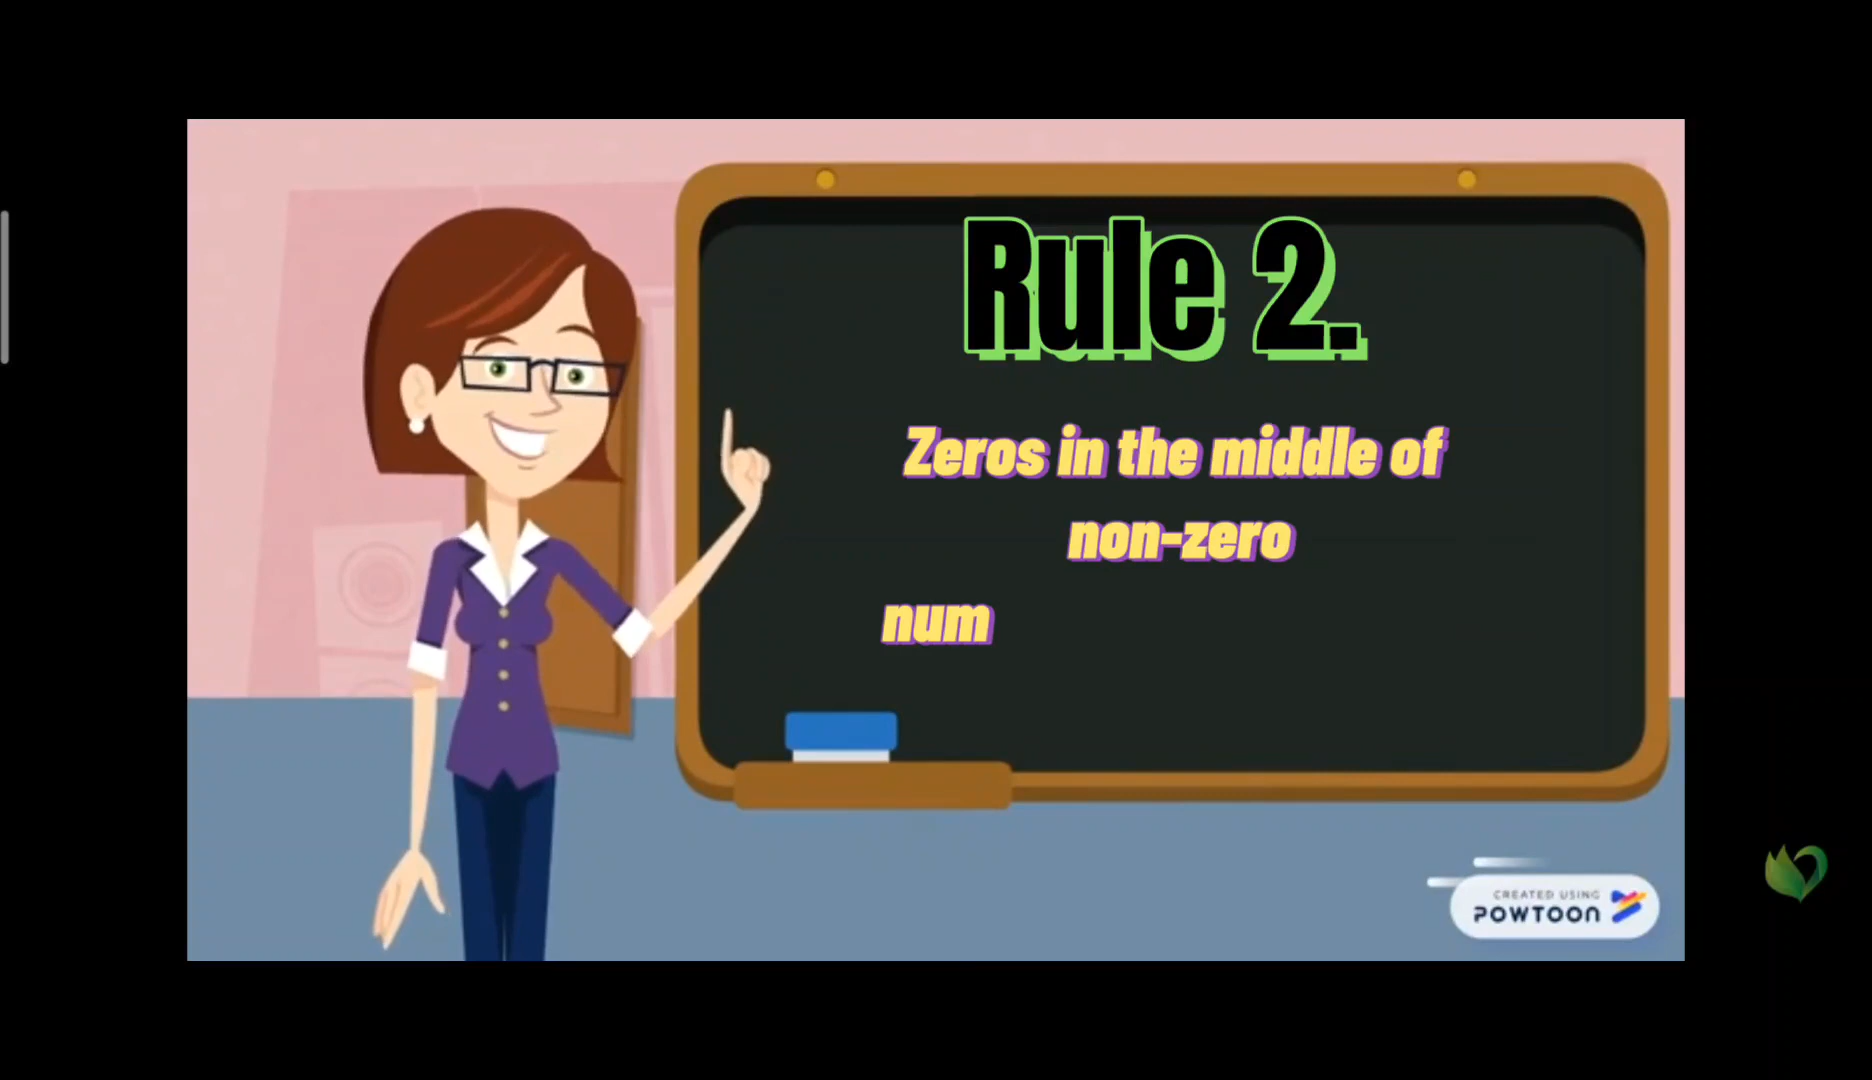 Rule 2.
Zeros in the middle of
non-zero
num
CREATED USING
POWTOON